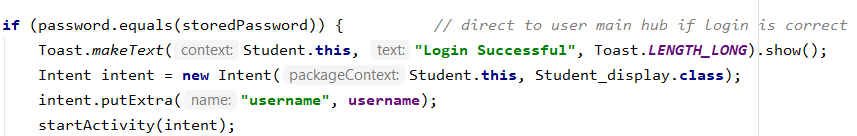 if (password.equals(storedPassword)) { // direct to user main hub if login is correct
Toast.makeText( context: Student.this, text: "Login Successful", Toast.LENGTH_LONG).show();
Intent intent = new Intent( packageContext: Student.this, Student_display.class);
intent.putExtra( name: "username", username);
startActivity(intent);